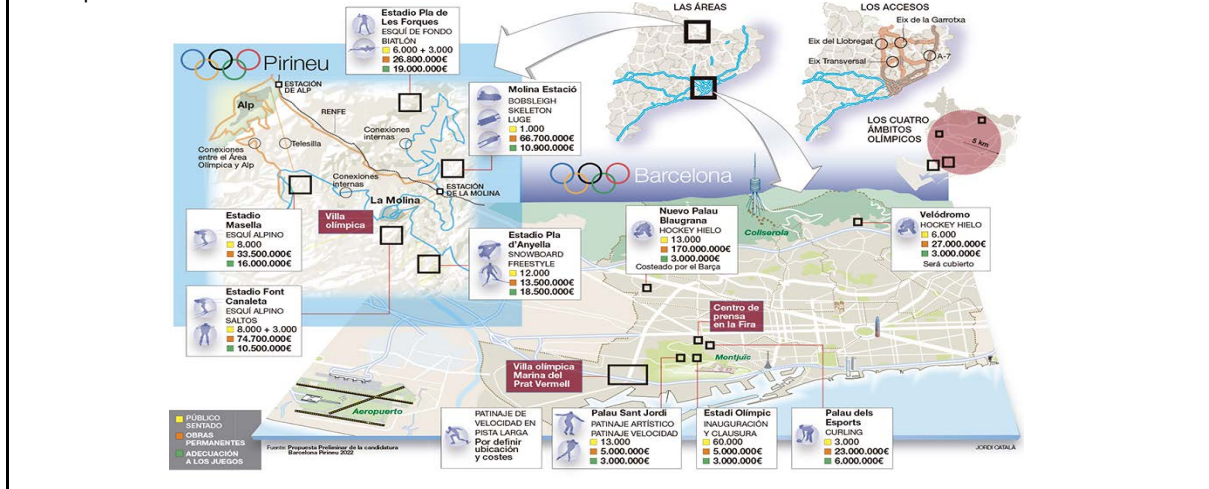 LAS ÁREAS
LOS ACCESOS
Eix de la Garrotxa
Eix del Llobregat
Eix Transversal
A-7
LOS CUATRO
ÁMBITOS
OLÍMPICOS
5 km
Pirineu
Estadio Pla de
Les Forques
ESQUÍ DE FONDO
BIATLÓN
6.000 + 3.000
26.800.000€
19.000.000€
ESTACIÓN
DE ALP
Alp
RENFE
Molina Estació
BOBSLEIGH
SKELETON
LUGE
1.000
66.700.000€
10.900.000€
Conexiones
internas
Telesilla
Conexiones
entre el Área
Olímpica y Alp
Conexiones
internas
ESTACIÓN
DE LA MOLINA
La Molina
Villa
olímpica
Estadio
Masella
ESQUÍ ALPINO
8.000
33.500.000€
16.000.000€
Estadio Pla
d'Anyella
SNOWBOARD
FREESTYLE
12.000
13.500.000€
18.500.000€
Estadio Font
Canaleta
ESQUÍ ALPINO
SALTOS
8.000 + 3.000
74.700.000€
10.500.000€
Barcelona
Nuevo Palau
Blaugrana
HOCKEY HIELO
13.000
170.000.000€
3.000.000€
Costeado por el Barça
Collserola
Velódromo
HOCKEY HIELO
6.000
27.000.000€
3.000.000€
Será cubierto
Centro de
prensa
en la Fira
Montjuïc
Villa olímpica
Marina del
Prat Vermell
Aeropuerto
PÚBLICO
SENTADO
OBRAS
PERMANENTES
ADECUACIÓN
A LOS JUEGOS
PATINAJE DE
VELOCIDAD EN
PISTA LARGA
Por definir
ubicación
y costes
Palau Sant Jordi
PATINAJE ARTÍSTICO
PATINAJE VELOCIDAD
13.000
5.000.000€
3.000.000€
Estadi Olímpic
INAUGURACIÓN
Y CLAUSURA
60.000
5.000.000€
3.000.000€
Palau dels
Esports
CURLING
3.000
23.000.000€
6.000.000€
Fuente: Propuesta Preliminar de la candidatura
Barcelona Pirineu 2022
JORDI CATALÀ